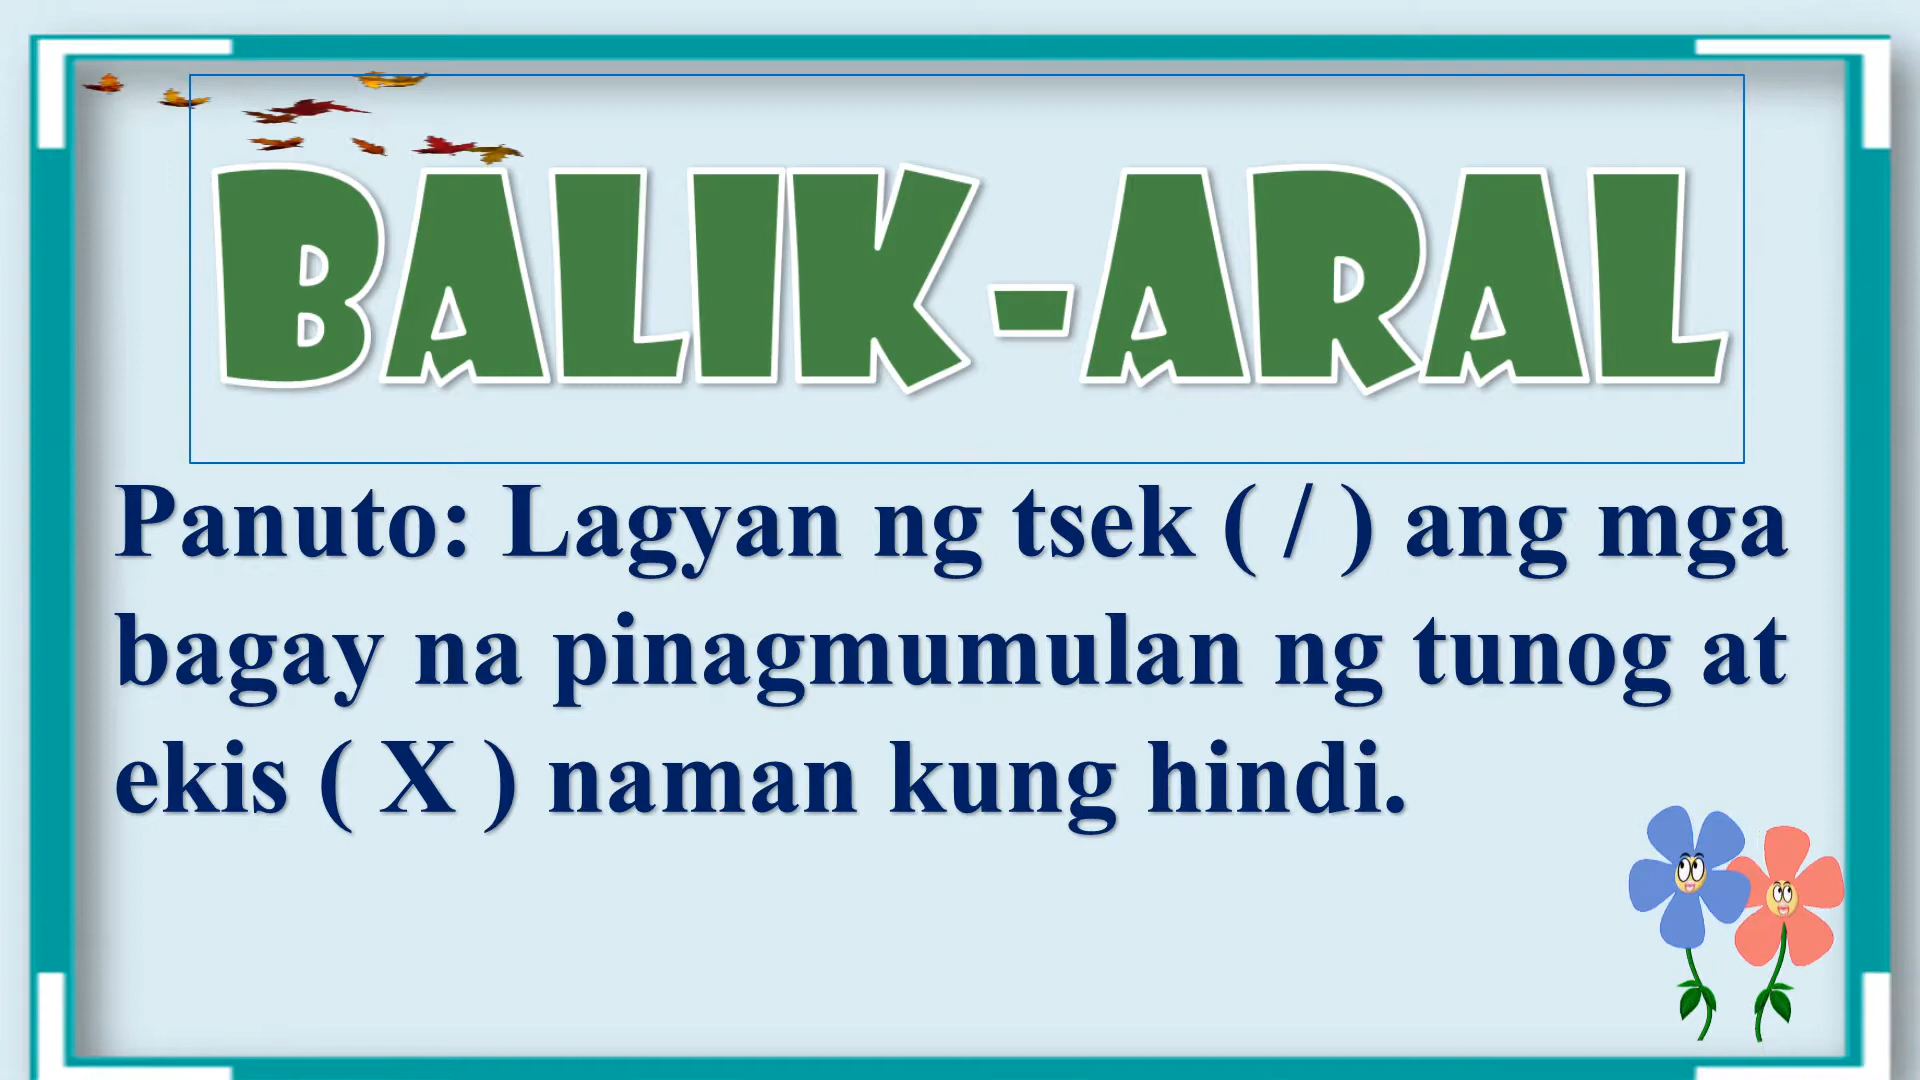 BALIK-ARAL
Panuto: Lagyan ng tsek ( / ) ang mga
bagay na pinagmumulan ng tunog at
ekis ( X ) naman kung hindi.